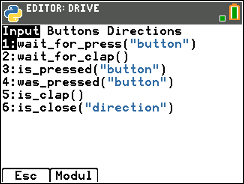 EDITOR: DRIVE
Input Buttons Directions
1:wait_for_press("button")
2:wait_for_clap()
3:is_pressed("button")
4:was_pressed("button")
5:is_clap()
6:is_close("direction")
Esc Modul